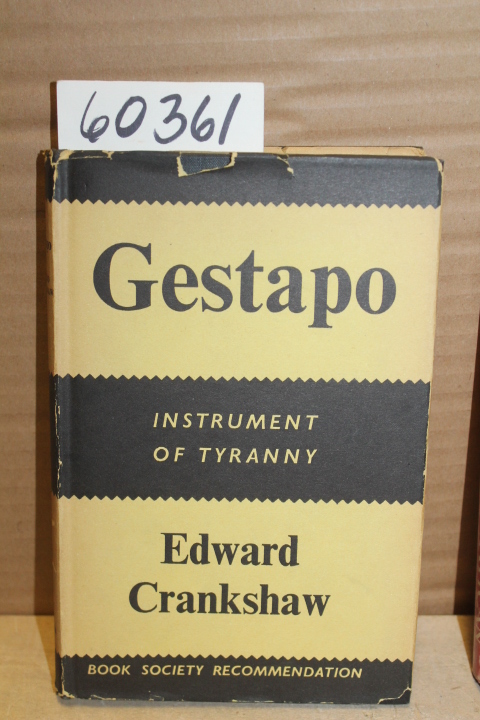 60361
Gestapo
INSTRUMENT
OF TYRANNY
Edward
Crankshaw
BOOK SOCIETY RECOMMENDATION